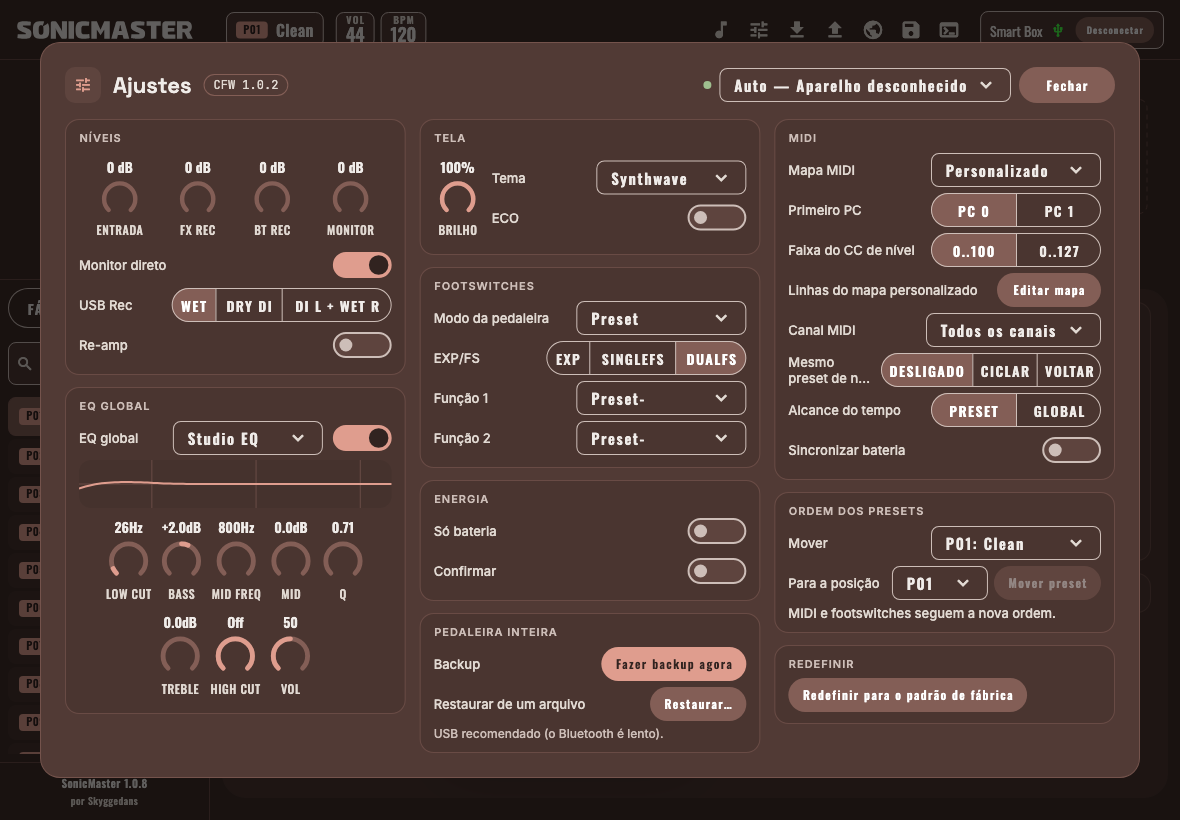 SONICMASTER
P01 Clean
VOL
44
BPM
120
Smart Box
Desconectar
Ajustes
CFW 1.0.2
Auto — Aparelho desconhecido
Fechar
NÍVEIS
0 dB 0 dB 0 dB 0 dB
ENTRADA FX REC BT REC MONITOR
Monitor direto
USB Rec
WET DRY DI DI L + WET R
Re-amp
EQ GLOBAL
EQ global
Studio EQ
26Hz +2.0dB 800Hz 0.0dB 0.71
LOW CUT BASS MID FREQ MID Q
0.0dB Off 50
TREBLE HIGH CUT VOL
TELA
100%
BRILHO
Tema
Synthwave
ECO
FOOTSWITCHES
Modo da pedaleira
Preset
EXP/FS
EXP SINGLEFS DUALFS
Função 1
Preset-
Função 2
Preset-
ENERGIA
Só bateria
Confirmar
PEDALEIRA INTEIRA
Backup
Fazer backup agora
Restaurar de um arquivo
Restaurar…
USB recomendado (o Bluetooth é lento).
MIDI
Mapa MIDI
Personalizado
Primeiro PC
PC 0 PC 1
Faixa do CC de nível
0..100 0..127
Linhas do mapa personalizado
Editar mapa
Canal MIDI
Todos os canais
Mesmo
preset de n...
DESLIGADO CICLAR VOLTAR
Alcance do tempo
PRESET GLOBAL
Sincronizar bateria
ORDEM DOS PRESETS
Mover
P01: Clean
Para a posição
P01
Mover preset
MIDI e footswitches seguem a nova ordem.
REDEFINIR
Redefinir para o padrão de fábrica
SonicMaster 1.0.8
por Skyggedans